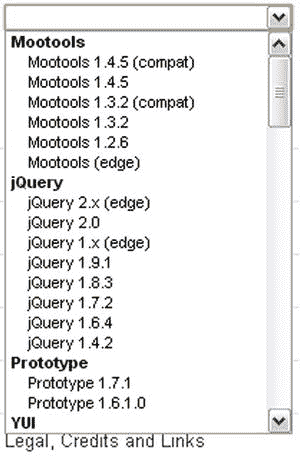 Mootools
Mootools 1.4.5 (compat)
Mootools 1.4.5
Mootools 1.3.2 (compat)
Mootools 1.3.2
Mootools 1.2.6
Mootools (edge)
jQuery
jQuery 2.x (edge)
jQuery 2.0
jQuery 1.x (edge)
jQuery 1.9.1
jQuery 1.8.3
jQuery 1.7.2
jQuery 1.6.4
jQuery 1.4.2
Prototype
Prototype 1.7.1
Prototype 1.6.1.0
YUI
Legal, Credits and Links